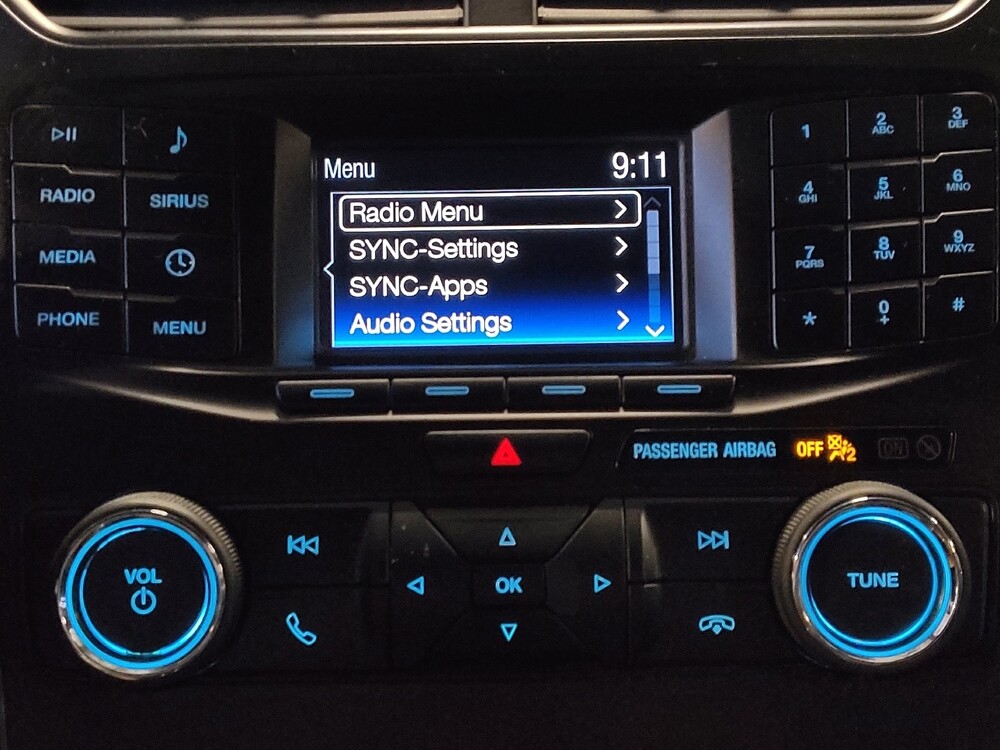 Menu 9:11
Radio Menu
SYNC-Settings
SYNC-Apps
Audio Settings
RADIO
SIRIUS
MEDIA
PHONE
MENU
1
2 ABC
3 DEF
4 GHI
5 JKL
6 MNO
7 PQRS
8 TUV
9 WXYZ
*
0 +
#
PASSENGER AIRBAG OFF 2 ON
VOL
OK
TUNE